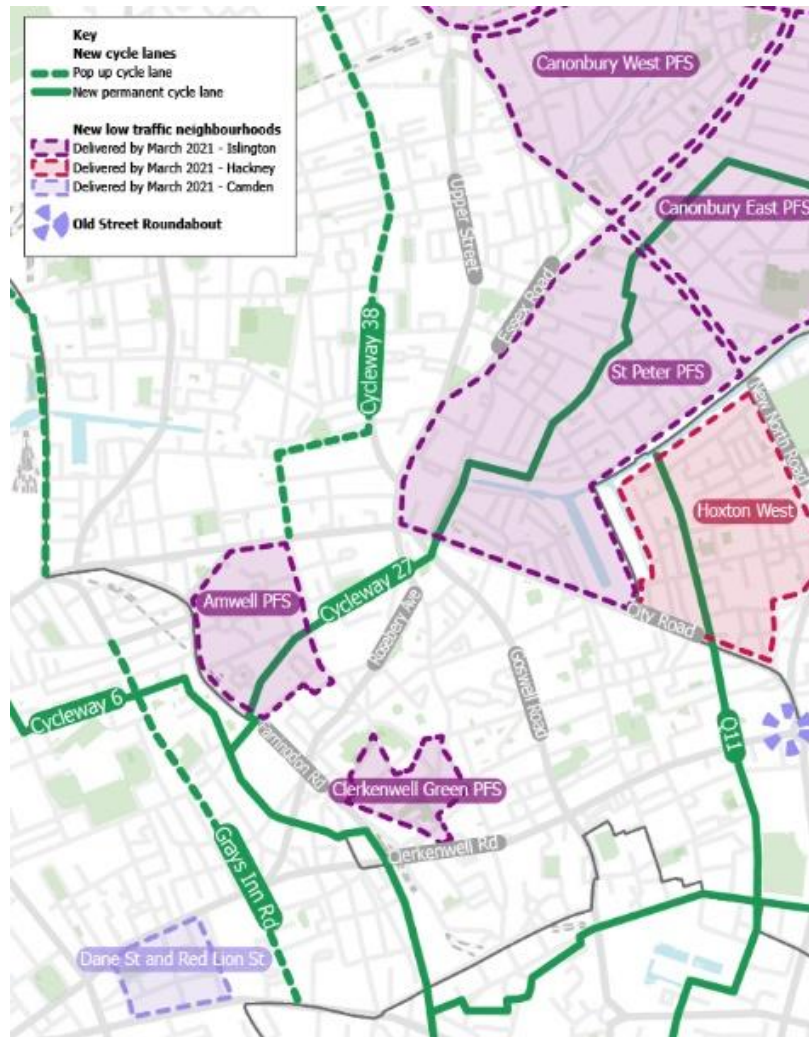 Key
New cycle lanes
Pop up cycle lane
New permanent cycle lane
New low traffic neighbourhoods
Delivered by March 2021 - Islington
Delivered by March 2021 - Hackney
Delivered by March 2021 - Camden
Old Street Roundabout
Canonbury West PFS
Upper Street
Canonbury East PFS
Essex Road
Cycleway 38
St Peter PFS
New North Road
Hoxton West
Cycleway 27
Amwell PFS
Rosebery Ave
City Road
Goswell Road
Cycleway 6
Q11
Farringdon Rd
Clerkenwell Green PFS
Clerkenwell Rd
Grays Inn Rd
Dane St and Red Lion St